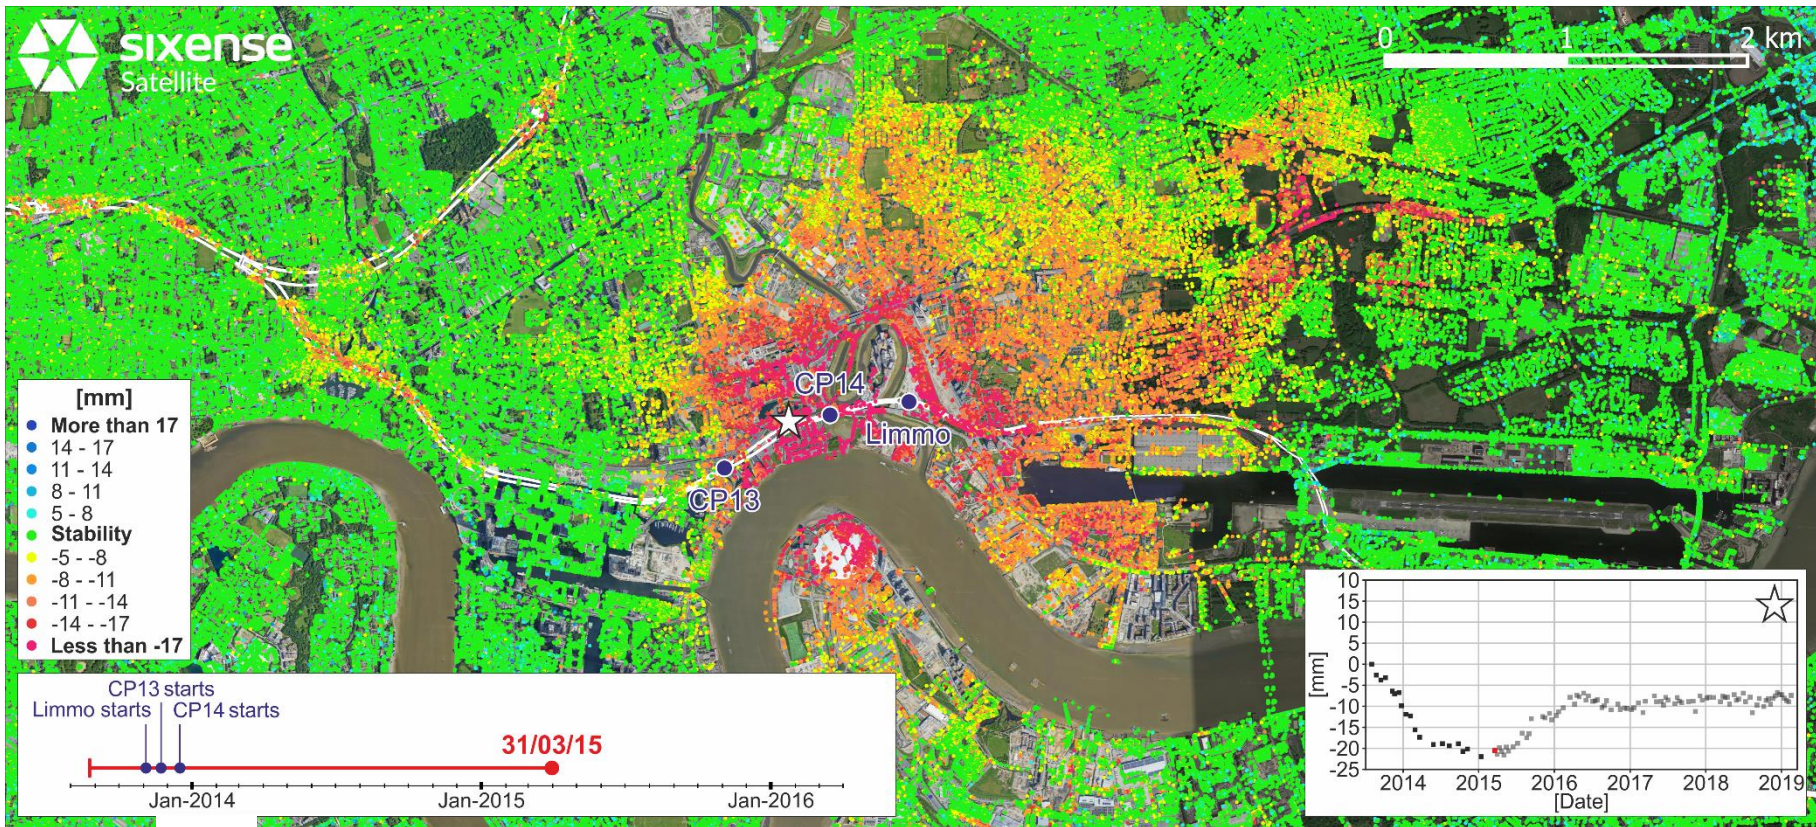 sixense
Satellite
0 1 2 km
CP14
Limmo
CP13
[mm]
More than 17
14 - 17
11 - 14
8 - 11
5 - 8
Stability
-5 - -8
-8 - -11
-11 - -14
-14 - -17
Less than -17
CP13 starts
Limmo starts
CP14 starts
31/03/15
Jan-2014 Jan-2015 Jan-2016
10
15
10
5
0
-5
-10
-15
-20
-25
[mm]
2014 2015 2016 2017 2018 2019
[Date]